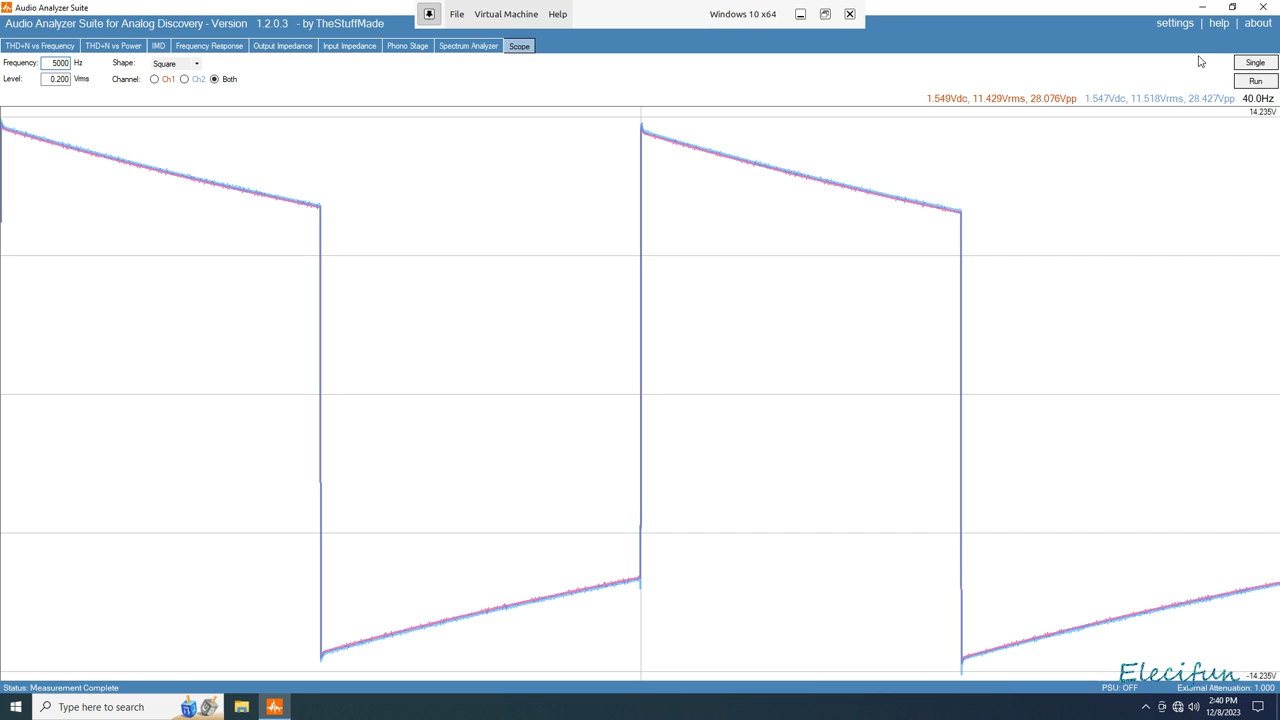 Audio Analyzer Suite
File Virtual Machine Help Windows 10 x64
Audio Analyzer Suite for Analog Discovery - Version 1.2.0.3 - by TheStuffMade
settings | help | about
THD+N vs Frequency THD+N vs Power IMD Frequency Response Output Impedance Input Impedance Phono Stage Spectrum Analyzer Scope
Frequency: 5000 Hz Shape: Square Single
Level: 0.200 Vrms Channel: Ch1 Ch2 Both Run
1.549Vdc, 11.429Vrms, 28.076Vpp 1.547Vdc, 11.518Vrms, 28.427Vpp 40.0Hz
14.235V
Elecifun
-14.235V
Status: Measurement Complete PSU: OFF External Attenuation: 1.000
Type here to search
2:40 PM
12/8/2023